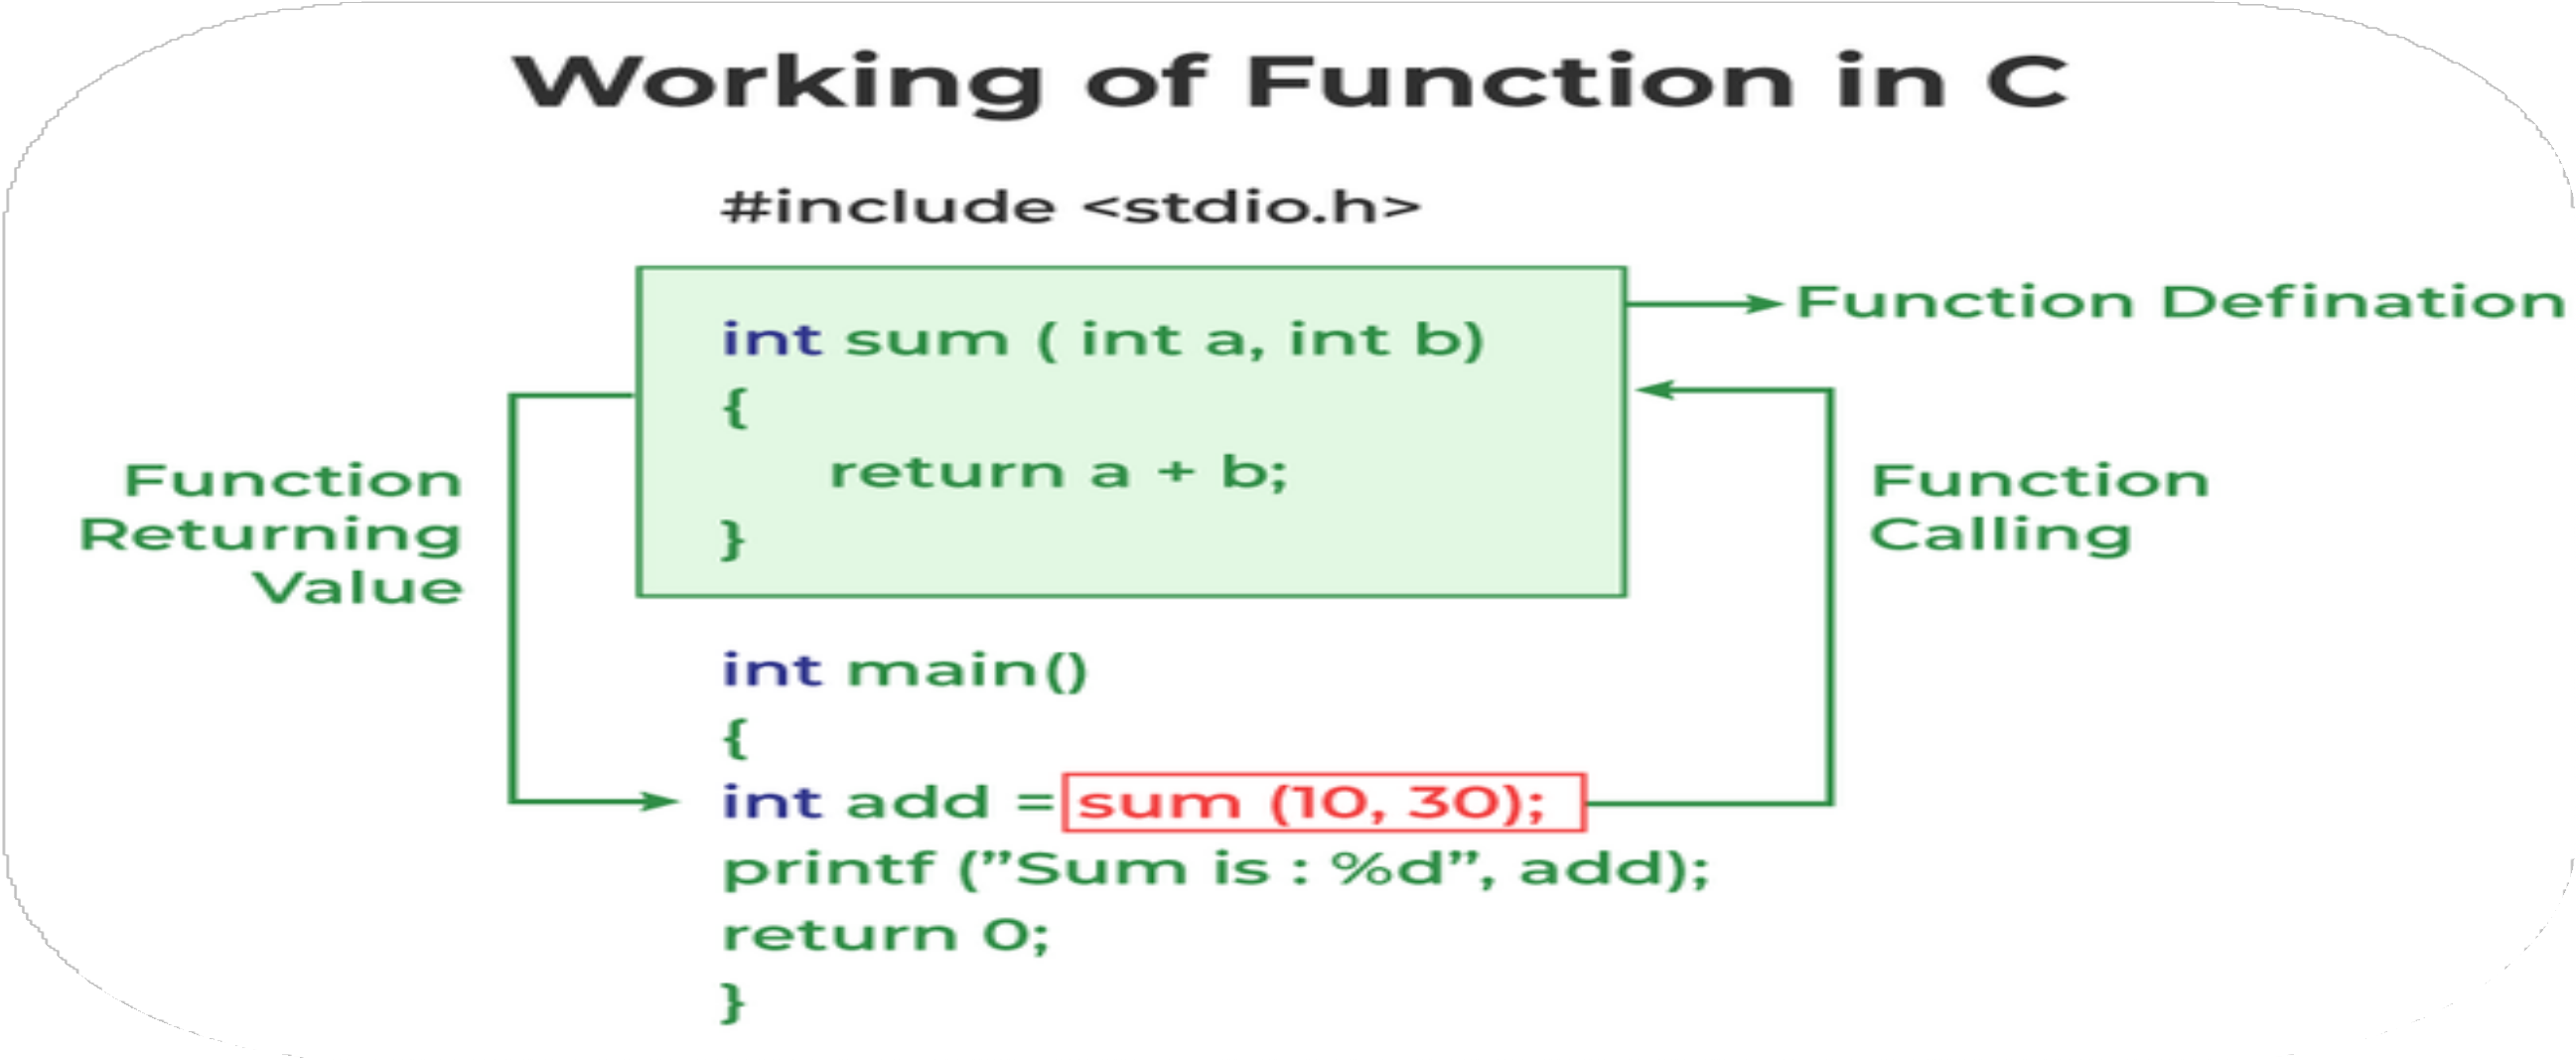 Working of Function in C
#include <stdio.h>
int sum ( int a, int b)
{
return a + b;
}
Function Defination
Function
Returning
Value
Function
Calling
int main()
{
int add = sum (10, 30);
printf (”Sum is : %d”, add);
return 0;
}